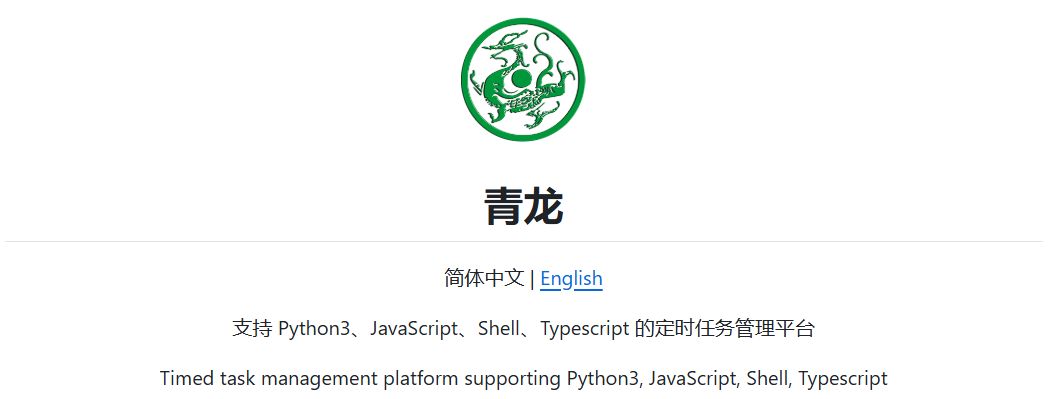 青龙
简体中文 | English
支持 Python3、JavaScript、Shell、Typescript 的定时任务管理平台
Timed task management platform supporting Python3, JavaScript, Shell, Typescript